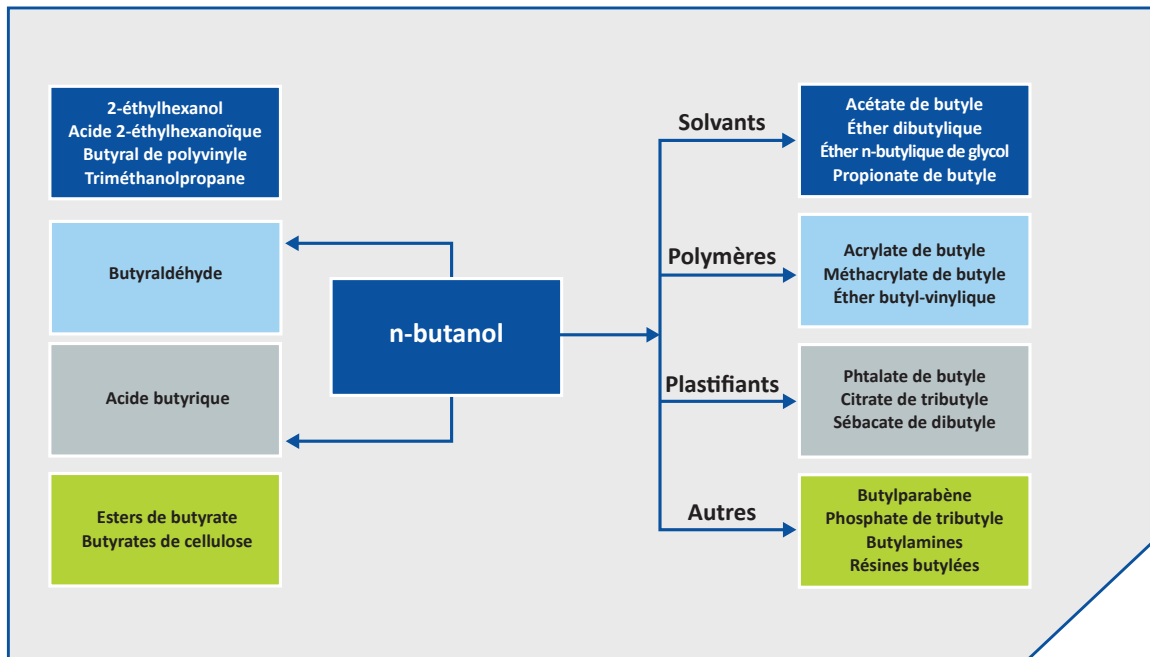 2-éthylhexanol
Acide 2-éthylhexanoïque
Butyral de polyvinyle
Triméthanolpropane
Butyraldéhyde
Acide butyrique
Esters de butyrate
Butyrates de cellulose
n-butanol
Solvants
Acétate de butyle
Éther dibutylique
Éther n-butylique de glycol
Propionate de butyle
Polymères
Acrylate de butyle
Méthacrylate de butyle
Éther butyl-vinylique
Plastifiants
Phtalate de butyle
Citrate de tributyle
Sébacate de dibutyle
Autres
Butylparabène
Phosphate de tributyle
Butylamines
Résines butylées